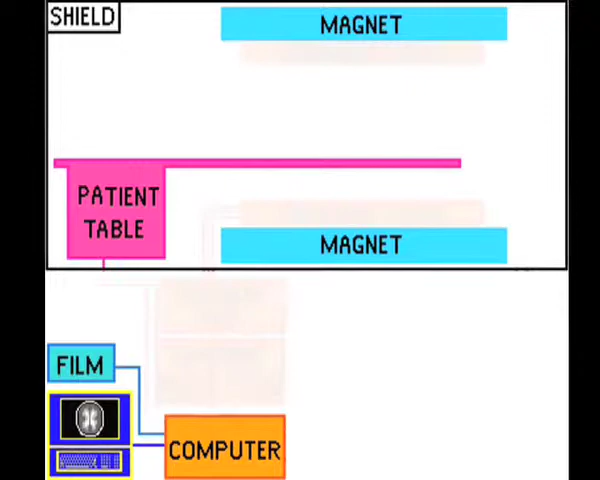 SHIELD
MAGNET
PATIENT
TABLE
MAGNET
FILM
COMPUTER